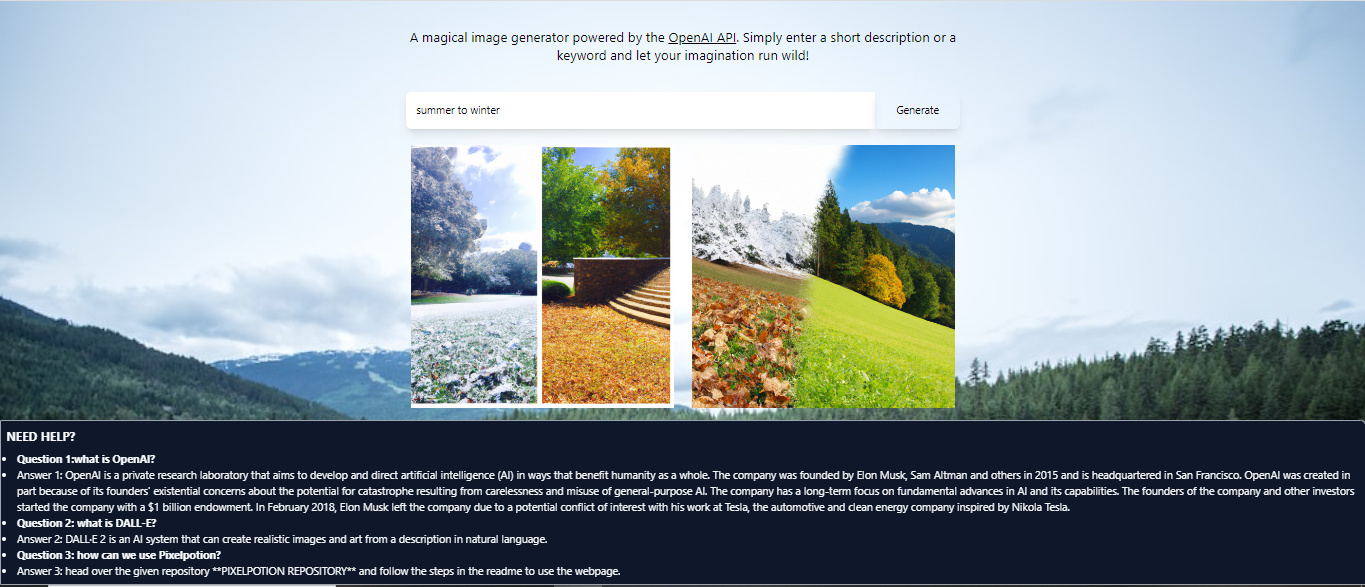 A magical image generator powered by the OpenAI API. Simply enter a short description or a
keyword and let your imagination run wild!
summer to winter
Generate
NEED HELP?
Question 1:what is OpenAI?
Answer 1: OpenAI is a private research laboratory that aims to develop and direct artificial intelligence (AI) in ways that benefit humanity as a whole. The company was founded by Elon Musk, Sam Altman and others in 2015 and is headquartered in San Francisco. OpenAI was created in
part because of its founders' existential concerns about the potential for catastrophe resulting from carelessness and misuse of general-purpose AI. The company has a long-term focus on fundamental advances in AI and its capabilities. The founders of the company and other investors
started the company with a $1 billion endowment. In February 2018, Elon Musk left the company due to a potential conflict of interest with his work at Tesla, the automotive and clean energy company inspired by Nikola Tesla.
Question 2: what is DALL-E?
Answer 2: DALL·E 2 is an AI system that can create realistic images and art from a description in natural language.
Question 3: how can we use Pixelpotion?
Answer 3: head over the given repository **PIXELPOTION REPOSITORY** and follow the steps in the readme to use the webpage.